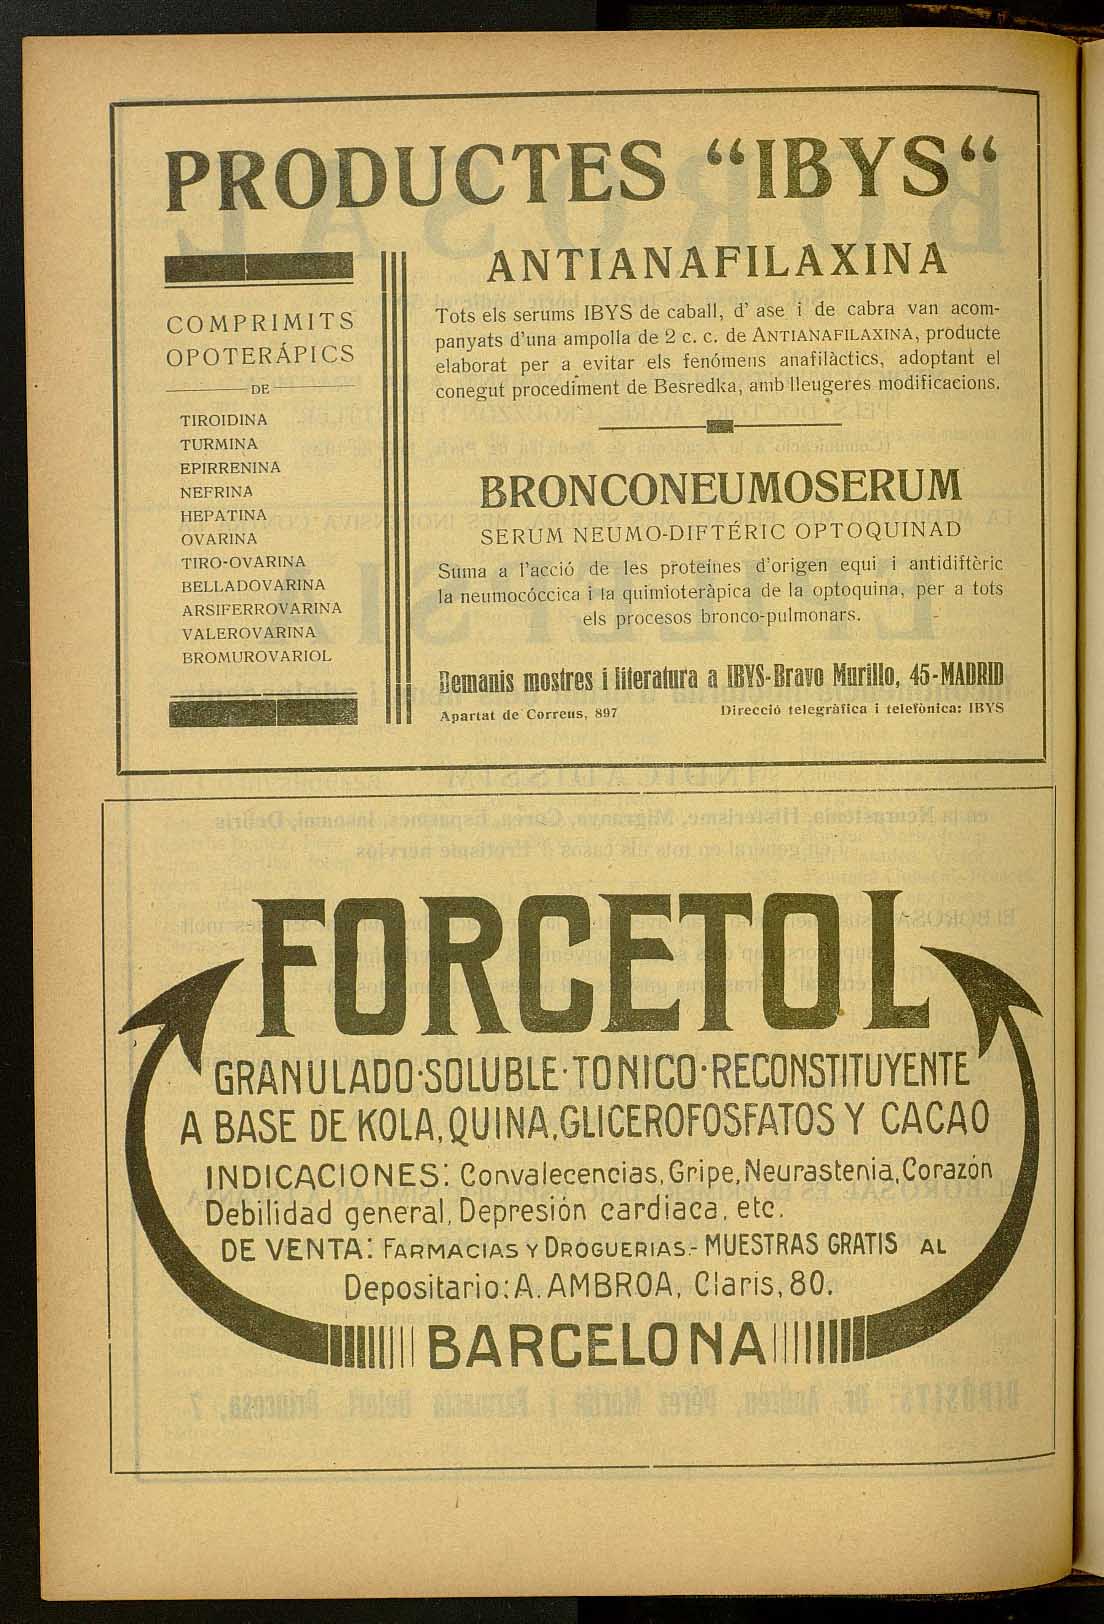 PRODUCTES “IBYS“
COMPRIMITS
OPOTERÁPICS
DE
TIROIDINA
TURMINA
EPIRRENINA
NEFRINA
HEPATINA
OVARINA
TIRO-OVARINA
BELLADOVARINA
ARSIFERROVARINA
VALEROVARINA
BROMUROVARIOL
ANTIANAFILAXINA
Tots els serums IBYS de caball, d' ase i de cabra van acom-
panyats d'una ampolla de 2 c. c. de ANTIANAFILAXINA, producte
elaborat per a evitar els fenómens anafilàctics, adoptant el
conegut procediment de Besredka, amb lleugeres modificacions.
BRONCONEUMOSERUM
SERUM NEUMO-DIFTÉRIC OPTOQUINAD
Suma a l'acció de les proteínes d'origen equi i antidiftèric
la neumocóccica i la quimioteràpica de la optoquina, per a tots
els procesos bronco-pulmonars.
Demanis mostres i literatura a IBYS-Bravo Murillo, 45-MADRID
Apartat de Correus, 897 Direcció telegràfica i telefònica: IBYS
FORCETOL
GRANULADO·SOLUBLE·TONICO·RECONSTITUYENTE
A BASE DE KOLA, QUINA, GLICEROFOSFATOS Y CACAO
INDICACIONES: Convalecencias, Gripe, Neurastenia, Corazón
Debilidad general, Depresión cardiaca, etc.
DE VENTA: FARMACIAS Y DROGUERIAS.- MUESTRAS GRATIS AL
Depositario: A. AMBROA, Claris, 80.
BARCELONA